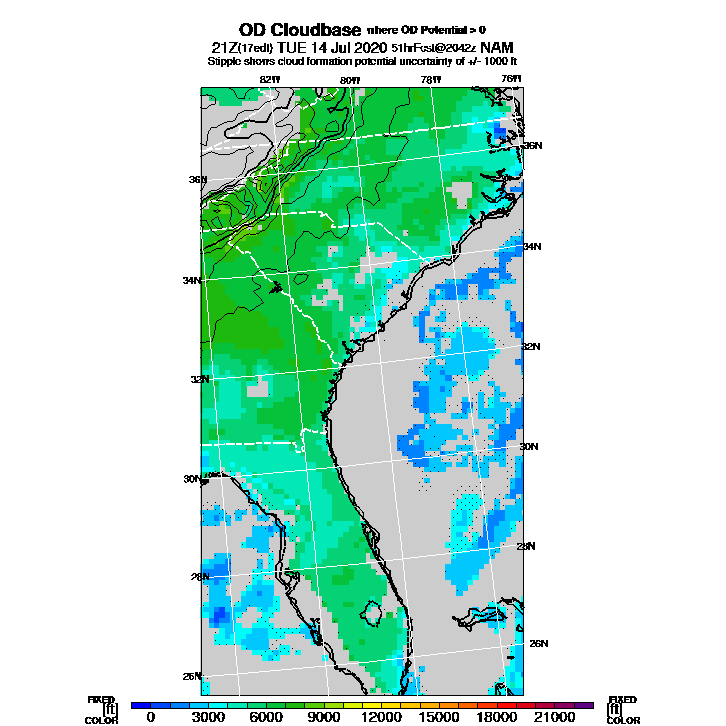 OD Cloudbase where OD Potential > 0
21Z(17edt) TUE 14 Jul 2020 51hrFcst@2042z NAM
Stipple shows cloud formation potential uncertainty of +/- 1000 ft
82W 80W 78W 76W
36N
36N
34N
34N
32N
32N
30N
30N
28N
28N
26N
26N
FIXED [ft] COLOR
0 3000 6000 9000 12000 15000 18000 21000
FIXED [ft] COLOR